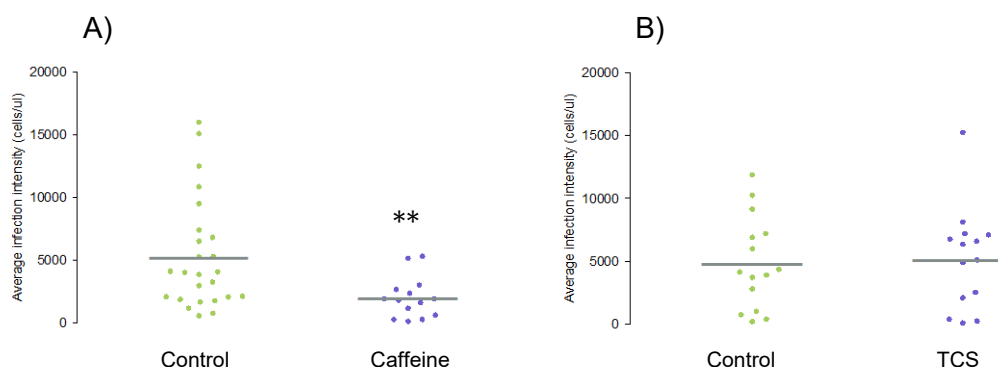 A)
Average infection intensity (cells/ul)
20000
15000
10000
5000
0
**
Control
Caffeine
B)
Average infection intensity (cells/ul)
20000
15000
10000
5000
0
Control
TCS